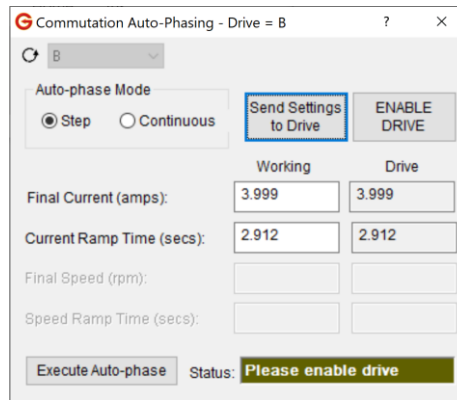 Commutation Auto-Phasing - Drive = B ? ×
B
Auto-phase Mode
Step Continuous
Send Settings to Drive
ENABLE DRIVE
Working Drive
Final Current (amps): 3.999 3.999
Current Ramp Time (secs): 2.912 2.912
Final Speed (rpm):
Speed Ramp Time (secs):
Execute Auto-phase Status: Please enable drive